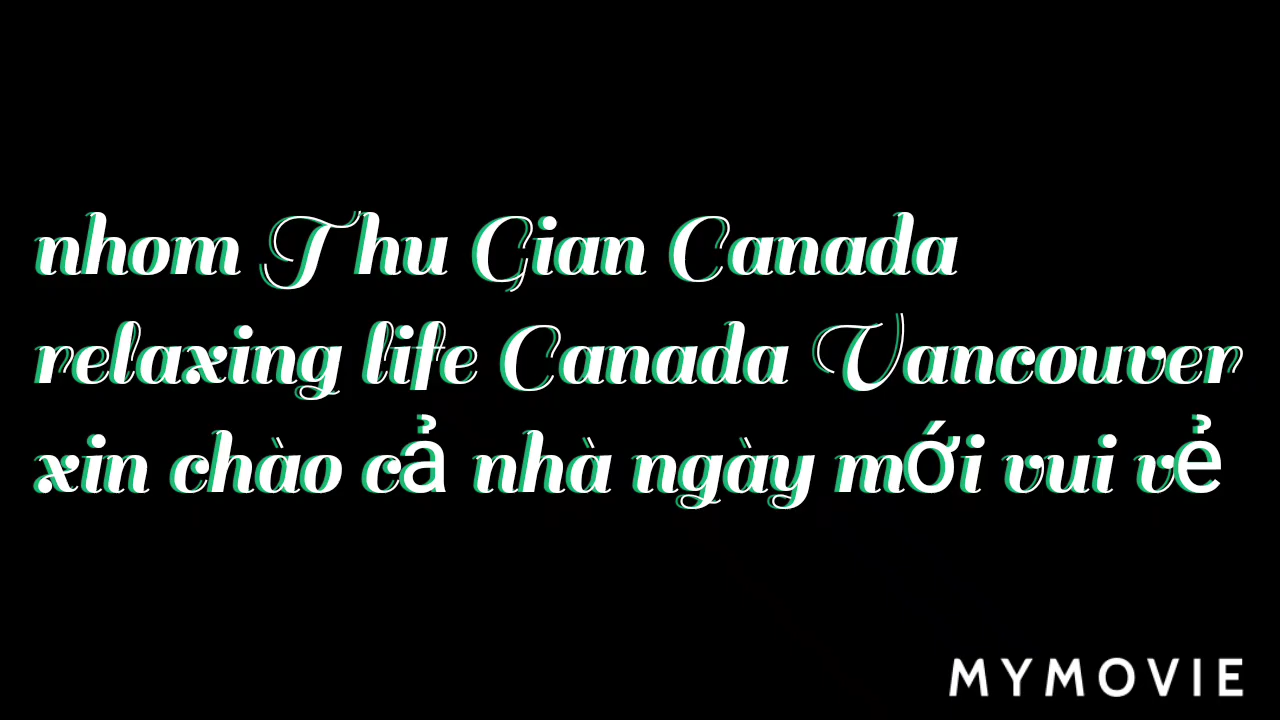 nhom Thu Gian Canada
relaxing life Canada Vancouver
xin chào cả nhà ngày mới vui vẻ
MYMOVIE